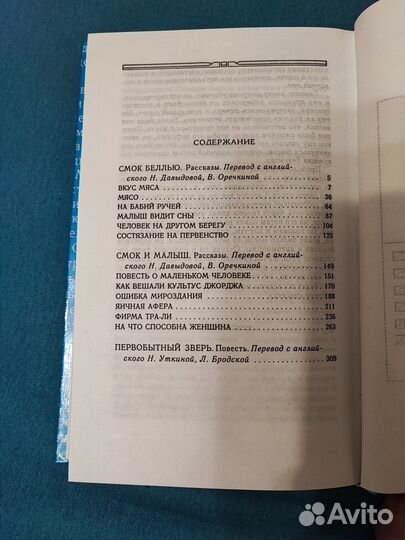 СОДЕРЖАНИЕ
СМОК БЕЛЛЬЮ. Рассказы. Перевод с англий-
ского Н. Давыдовой, В. Оречкиной 5
ВКУС МЯСА 7
МЯСО 36
НА БАБИЙ РУЧЕЙ 64
МАЛЫШ ВИДИТ СНЫ 87
ЧЕЛОВЕК НА ДРУГОМ БЕРЕГУ 104
СОСТЯЗАНИЕ НА ПЕРВЕНСТВО 125
СМОК И МАЛЫШ. Рассказы. Перевод с англий-
ского Н. Давыдовой, В. Оречкиной 149
ПОВЕСТЬ О МАЛЕНЬКОМ ЧЕЛОВЕКЕ 151
КАК ВЕШАЛИ КУЛЬТУС ДЖОРДЖА 170
ОШИБКА МИРОЗДАНИЯ 188
ЯИЧНАЯ АФЕРА 211
ФИРМА ТРА-ЛИ 236
НА ЧТО СПОСОБНА ЖЕНЩИНА 263
ПЕРВОБЫТНЫЙ ЗВЕРЬ. Повесть. Перевод с англий-
ского Н. Уткиной, Л. Бродской 309
Avito